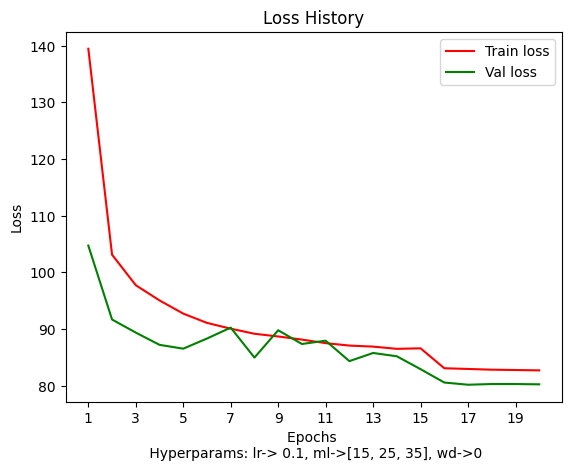 Loss History
Train loss
Val loss
Loss
140
130
120
110
100
90
80
1 3 5 7 9 11 13 15 17 19
Epochs
Hyperparams: lr-> 0.1, ml->[15, 25, 35], wd->0